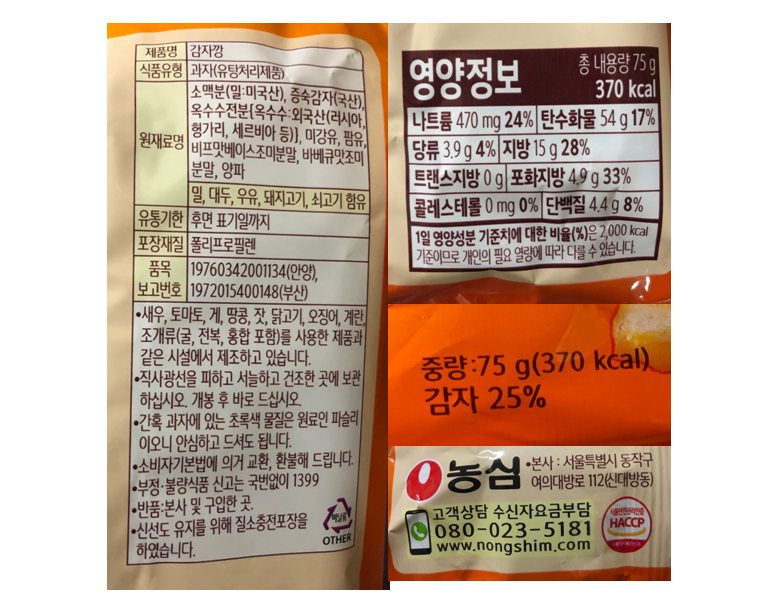 제품명 감자깡
식품유형 과자(유탕처리제품)
원재료명
소맥분(밀:미국산), 증숙감자(국산),
옥수수전분{옥수수:외국산(러시아,
헝가리, 세르비아 등)}, 미강유, 팜유,
비프맛베이스조미분말, 바베큐맛조미
분말, 양파
밀, 대두, 우유, 돼지고기, 쇠고기 함유
유통기한 후면 표기일까지
포장재질 폴리프로필렌
품목
보고번호
19760342001134(안양),
1972015400148(부산)
•새우, 토마토, 게, 땅콩, 잣, 닭고기, 오징어, 계란,
조개류(굴, 전복, 홍합 포함)를 사용한 제품과
같은 시설에서 제조하고 있습니다.
•직사광선을 피하고 서늘하고 건조한 곳에 보관
하십시오. 개봉 후 바로 드십시오.
•간혹 과자에 있는 초록색 물질은 원료인 파슬리
이오니 안심하고 드셔도 됩니다.
•소비자기본법에 의거 교환, 환불해 드립니다.
•부정·불량식품 신고는 국번없이 1399
•반품:본사 및 구입한 곳.
•신선도 유지를 위해 질소충전포장을
하였습니다.
비닐류
OTHER
영양정보
총 내용량 75 g
370 kcal
나트륨 470 mg 24% 탄수화물 54 g 17%
당류 3.9 g 4% 지방 15 g 28%
트랜스지방 0 g 포화지방 4.9 g 33%
콜레스테롤 0 mg 0% 단백질 4.4 g 8%
1일 영양성분 기준치에 대한 비율(%)은 2,000 kcal
기준이므로 개인의 필요 열량에 따라 다를 수 있습니다.
중량:75 g(370 kcal)
감자 25%
농심
•본사 : 서울특별시 동작구
여의대방로 112(신대방동)
고객상담 수신자요금부담
080-023-5181
www.nongshim.com
HACCP